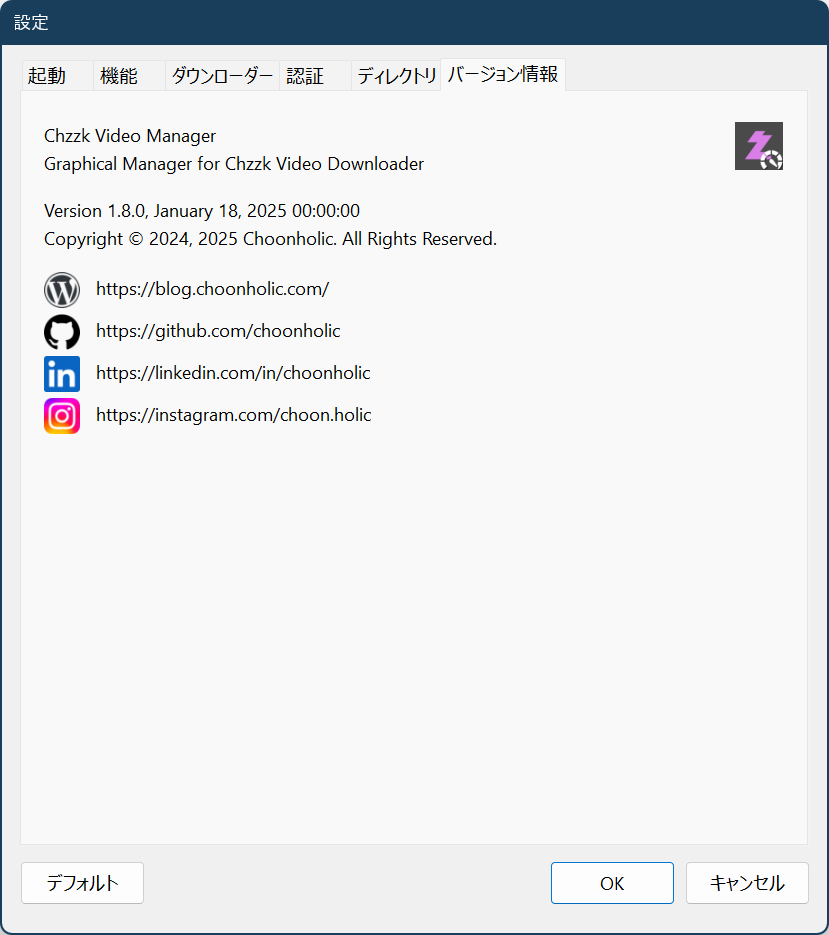 設定
起動 機能 ダウンローダー 認証 ディレクトリ バージョン情報
Chzzk Video Manager
Graphical Manager for Chzzk Video Downloader
Version 1.8.0, January 18, 2025 00:00:00
Copyright © 2024, 2025 Choonholic. All Rights Reserved.
https://blog.choonholic.com/
https://github.com/choonholic
https://linkedin.com/in/choonholic
https://instagram.com/choon.holic
デフォルト OK キャンセル